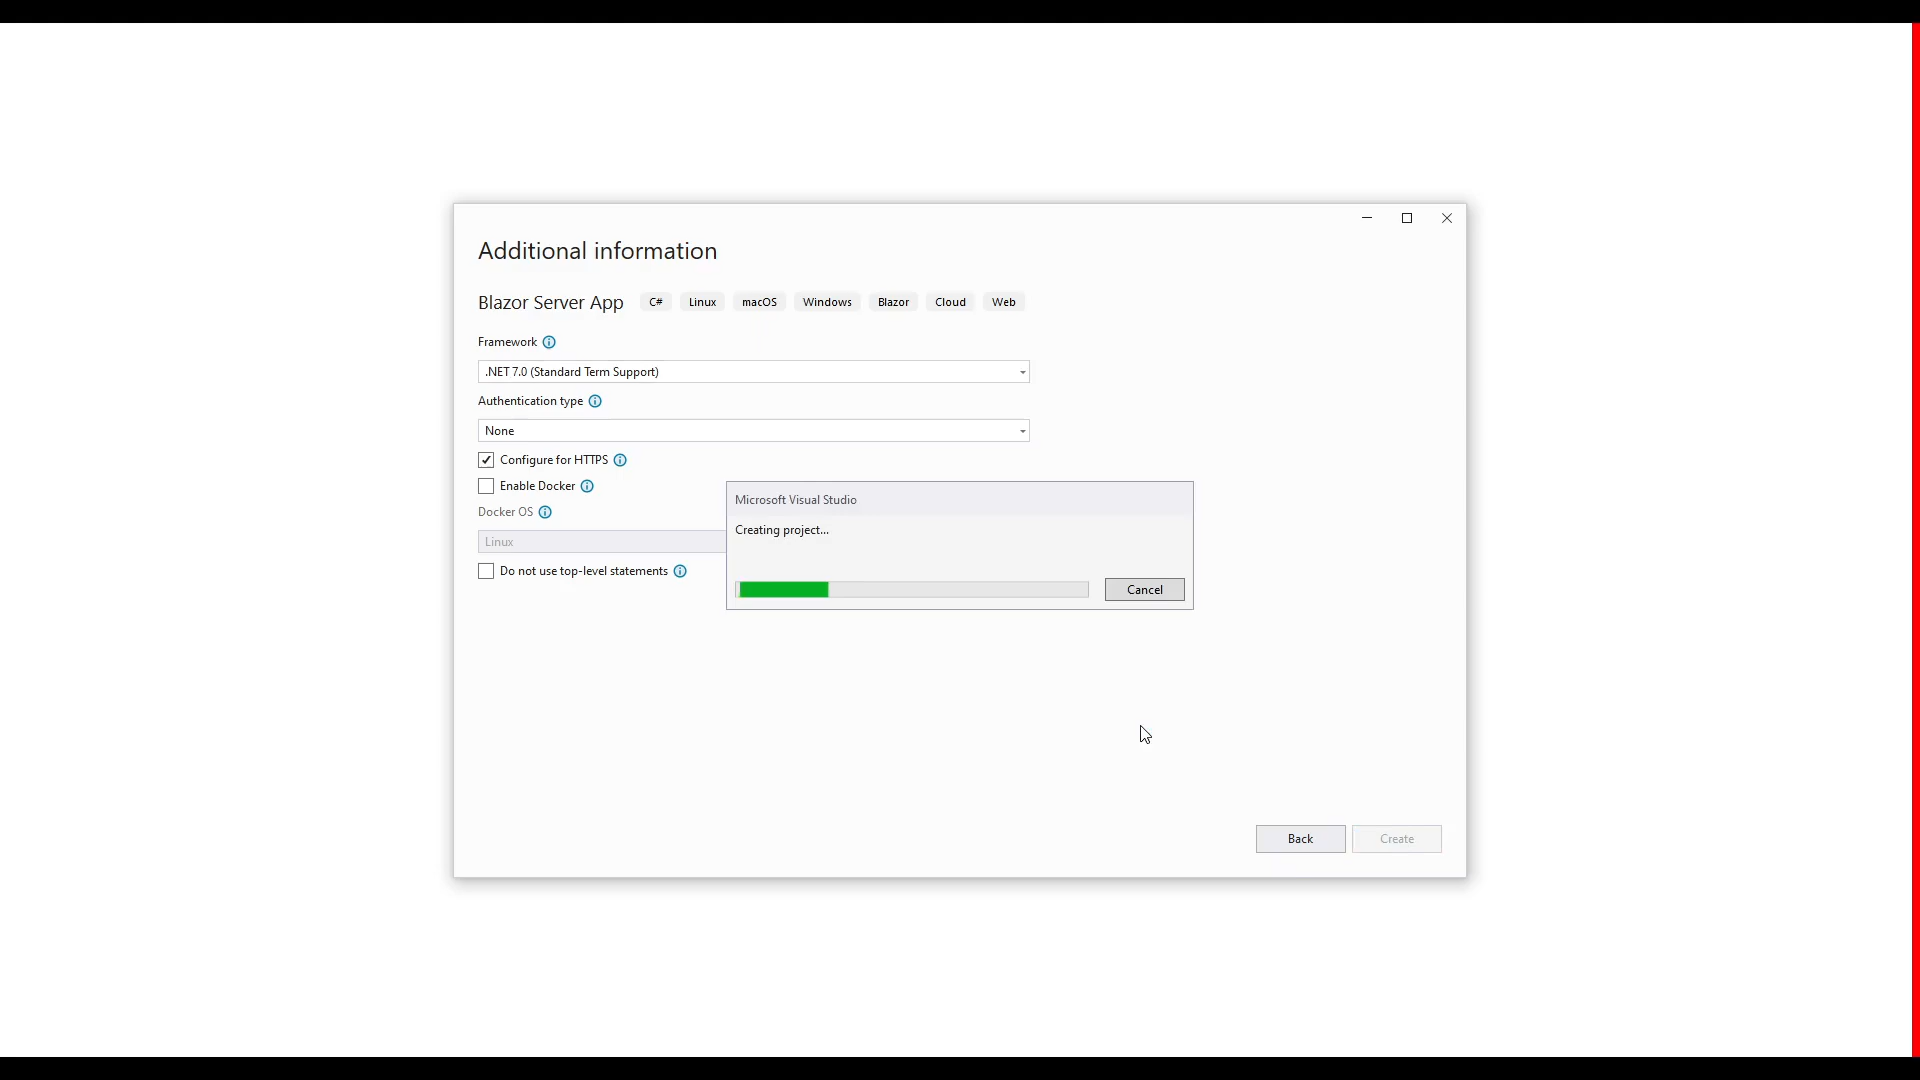 Additional information
Blazor Server App C# Linux macOS Windows Blazor Cloud Web
Framework
.NET 7.0 (Standard Term Support)
Authentication type
None
Configure for HTTPS
Enable Docker
Docker OS
Linux
Do not use top-level statements
Microsoft Visual Studio
Creating project...
Cancel
Back Create